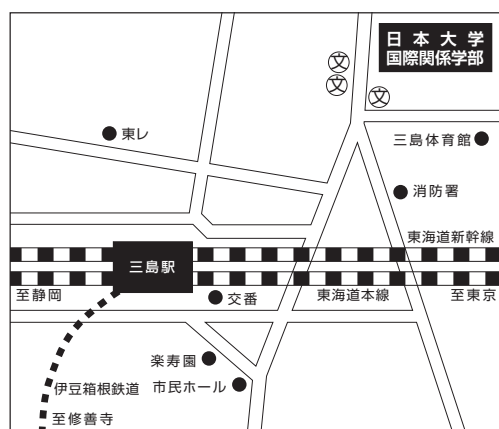 日本大学
国際関係学部
文
文
文
東レ
三島体育館
消防署
東海道新幹線
三島駅
至静岡
交番
東海道本線
至東京
楽寿園
伊豆箱根鉄道
市民ホール
至修善寺